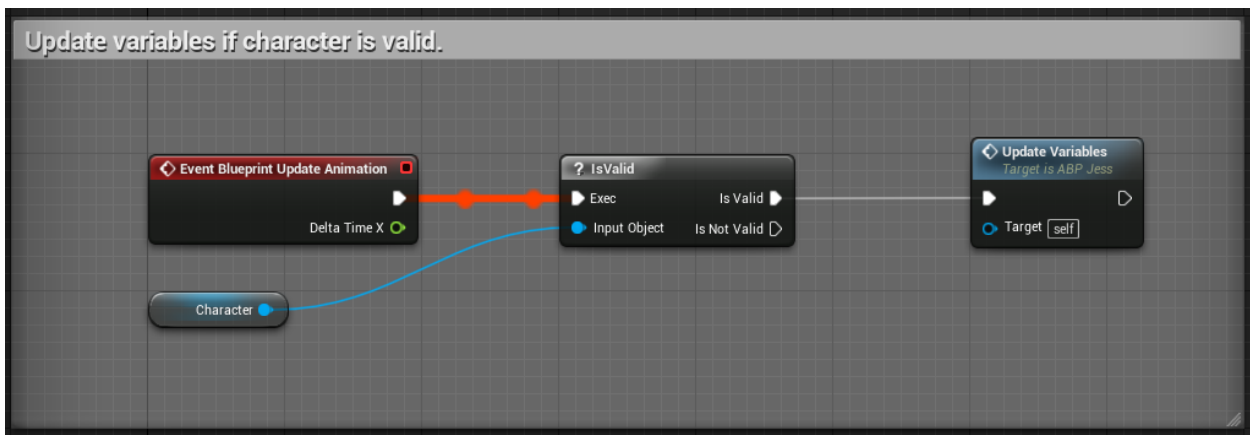 Update variables if character is valid.
Event Blueprint Update Animation
Delta Time X
Character
? IsValid
Exec
Is Valid
Input Object
Is Not Valid
Update Variables
Target is ABP Jess
Target self